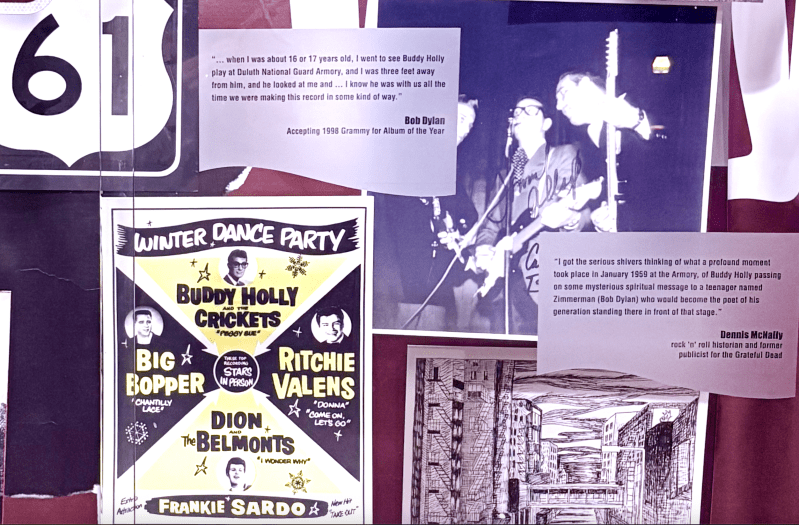 61
"... when I was about 16 or 17 years old, I went to see Buddy Holly
play at Duluth National Guard Armory, and I was three feet away
from him, and he looked at me and ... I know he was with us all the
time we were making this record in some kind of way."
Bob Dylan
Accepting 1998 Grammy for Album of the Year
"I got the serious shivers thinking of what a profound moment
took place in January 1959 at the Armory, of Buddy Holly passing
on some mysterious spiritual message to a teenager named
Zimmerman (Bob Dylan) who would become the poet of his
generation standing there in front of that stage."
Dennis McNally
rock 'n' roll historian and former
publicist for the Grateful Dead
WINTER DANCE PARTY
BUDDY HOLLY
AND THE
CRICKETS
"PEGGY SUE"
BIG
BOPPER
"CHANTILLY
LACE"
THESE TOP
RECORDING
STARS
IN PERSON
RITCHIE
VALENS
"DONNA"
"COME ON,
LET'S GO"
DION
AND
The BELMONTS
"I WONDER WHY"
Extra
Attraction
FRANKIE SARDO
New Hit
"TAKE OUT"